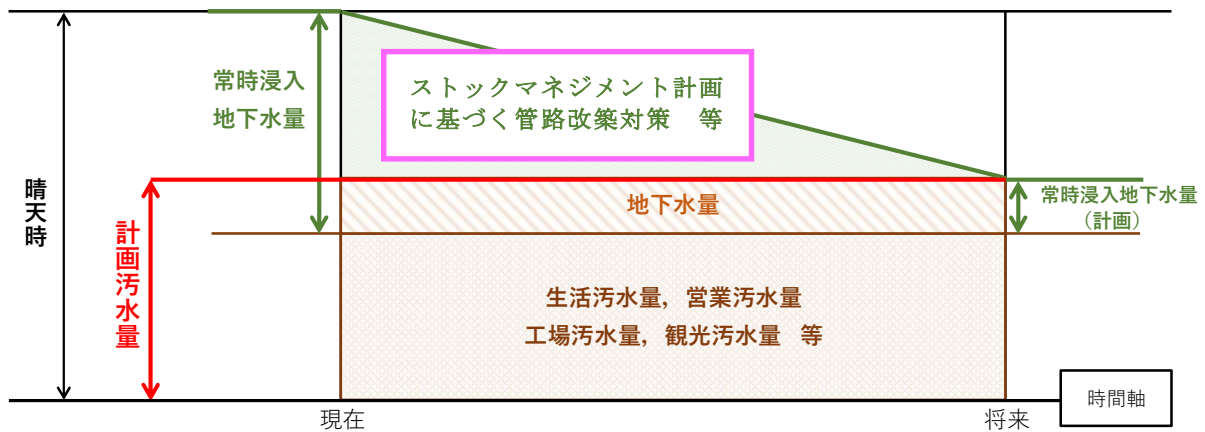 常時浸入
地下水量
ストックマネジメント計画
に基づく管路改築対策　等
晴天時
計画汚水量
地下水量
常時浸入地下水量
（計画）
生活汚水量，営業汚水量
工場汚水量，観光汚水量　等
現在
将来
時間軸